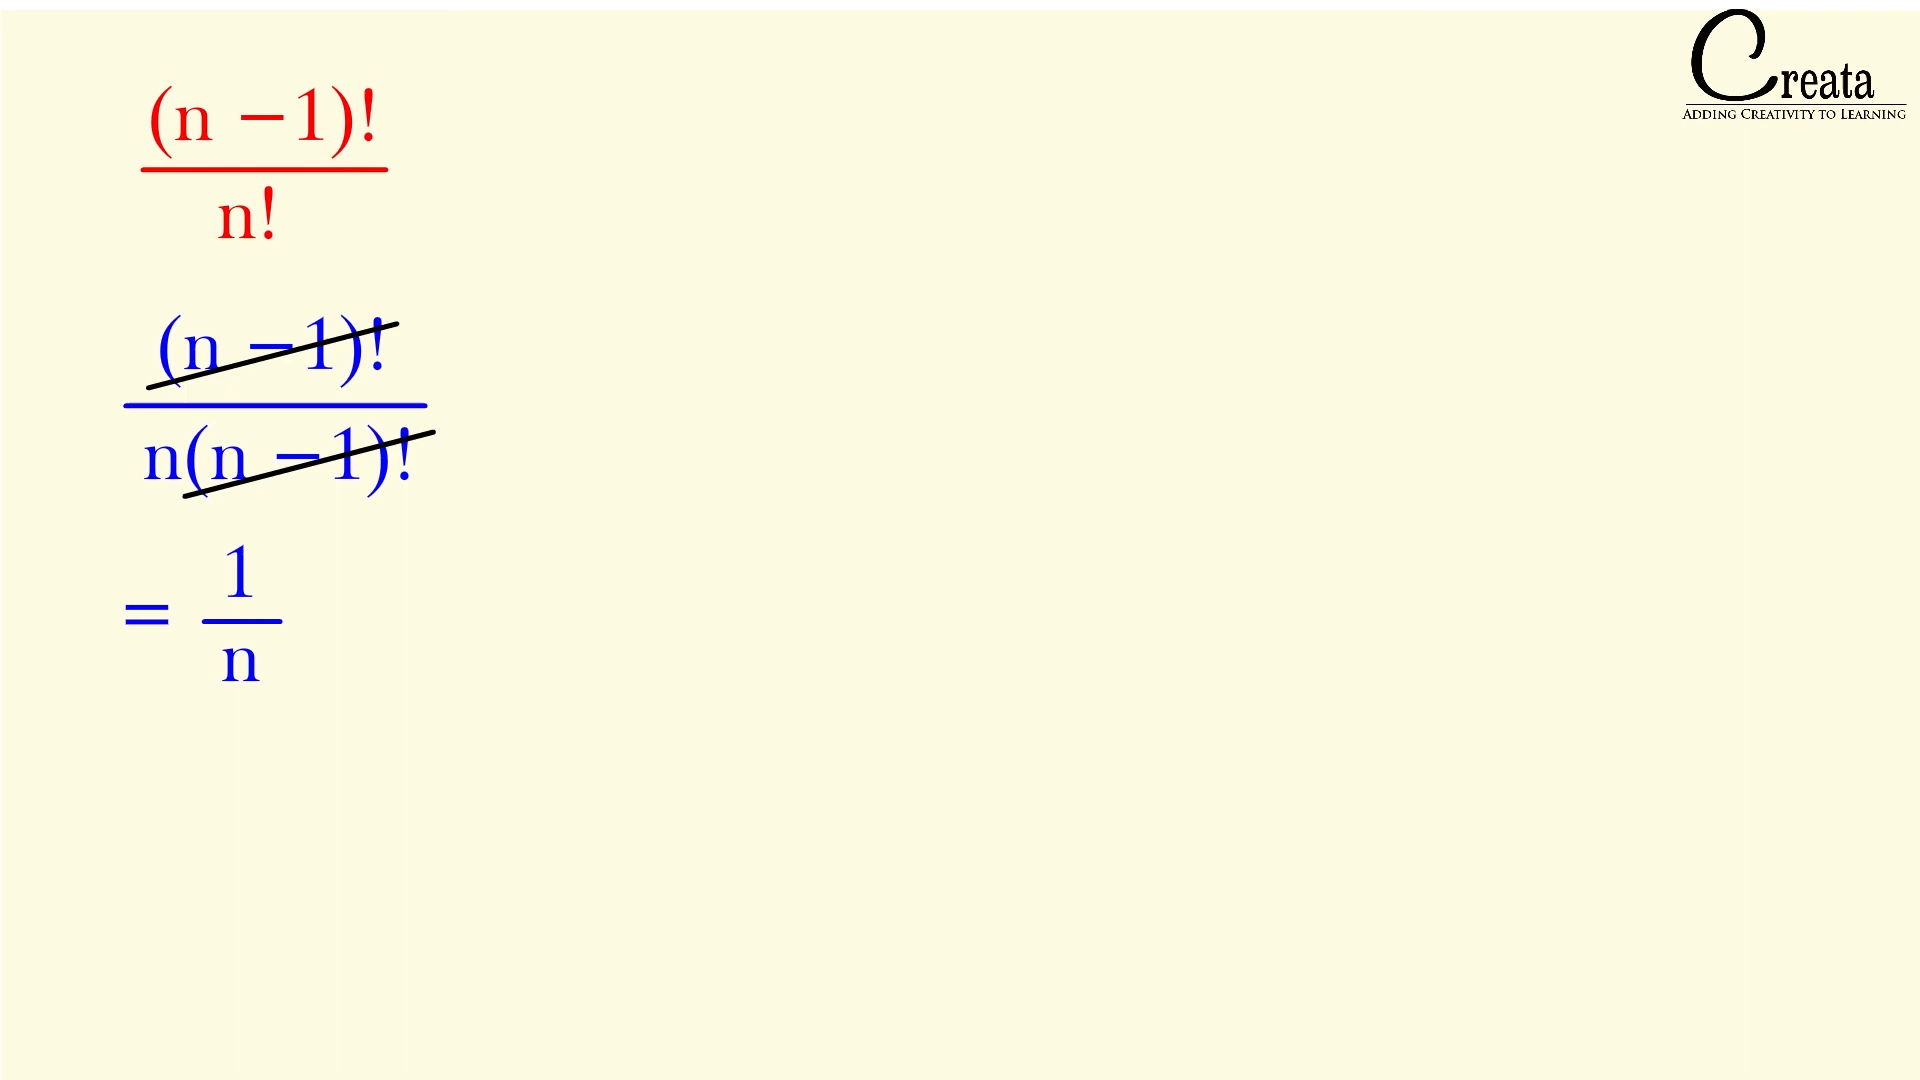 Creata
ADDING CREATIVITY TO LEARNING
(n − 1)!
n!
(n − 1)!
n(n − 1)!
= 1
n